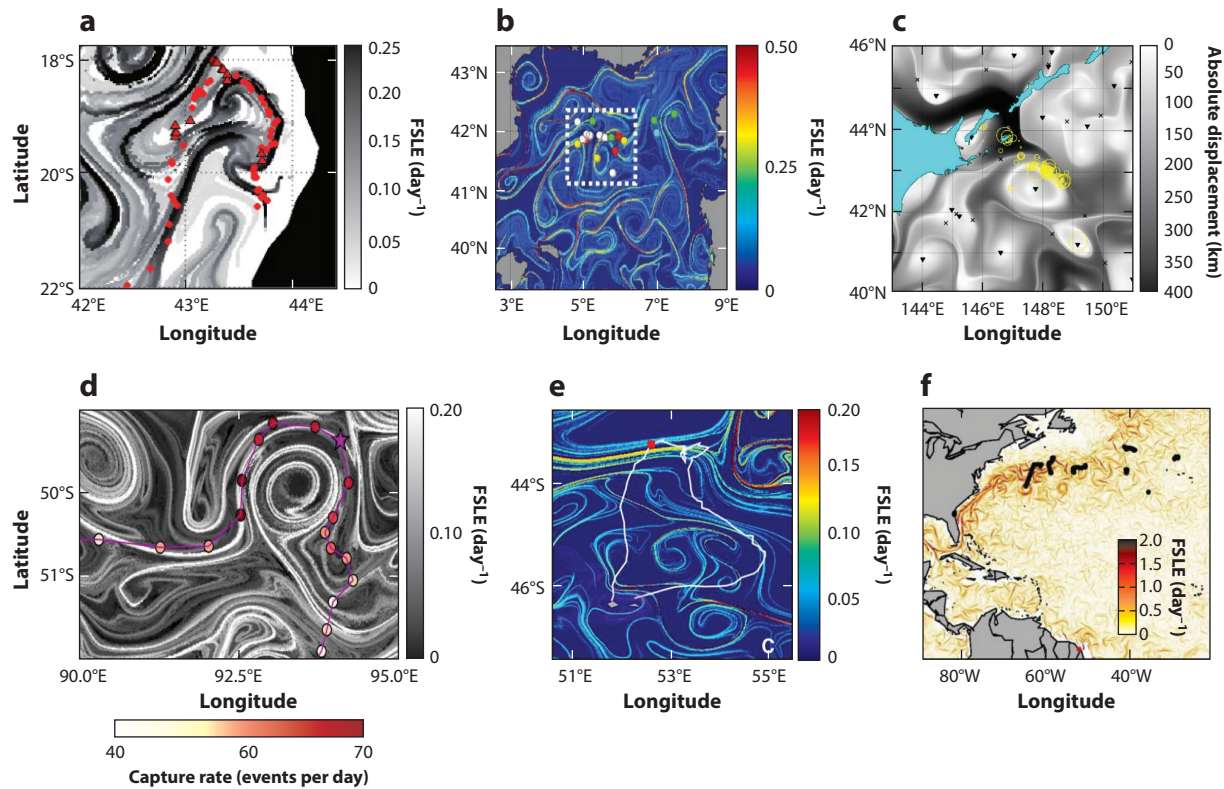 a
18°S
20°S
22°S
42°E
43°E
44°E
Latitude
Longitude
0.25
0.20
0.15
0.10
0.05
0
FSLE (day⁻¹)
b
43°N
42°N
41°N
40°N
3°E
5°E
7°E
9°E
Longitude
0.50
0.25
0
FSLE (day⁻¹)
c
46°N
44°N
42°N
40°N
144°E
146°E
148°E
150°E
Longitude
0
50
100
150
200
250
300
350
400
Absolute displacement (km)
d
50°S
51°S
90.0°E
92.5°E
95.0°E
Latitude
Longitude
0.20
0.10
0
FSLE (day⁻¹)
40
60
70
Capture rate (events per day)
e
44°S
46°S
51°E
53°E
55°E
C
Longitude
0.20
0.15
0.10
0.05
0
FSLE (day⁻¹)
f
80°W
60°W
40°W
Longitude
2.0
1.5
1.0
0.5
0
FSLE (day⁻¹)